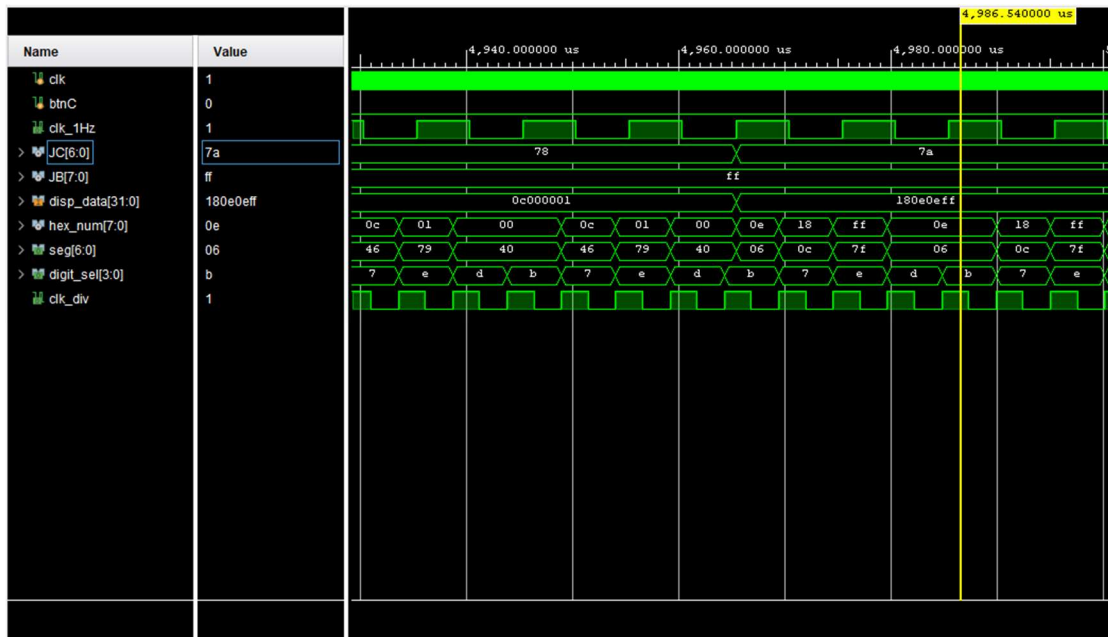 4,986.540000 us
Name Value 4,940.000000 us 4,960.000000 us 4,980.000000 us
clk 1
btnC 0
clk_1Hz 1
JC[6:0] 7a 78 7a
JB[7:0] ff ff
disp_data[31:0] 180e0eff 0c000001 180e0eff
hex_num[7:0] 0e 0c 01 00 0c 01 00 0e 18 ff 0e 18 ff
seg[6:0] 06 46 79 40 46 79 40 06 0c 7f 06 0c 7f
digit_sel[3:0] b 7 e d b 7 e d b 7 e d b 7 e
clk_div 1